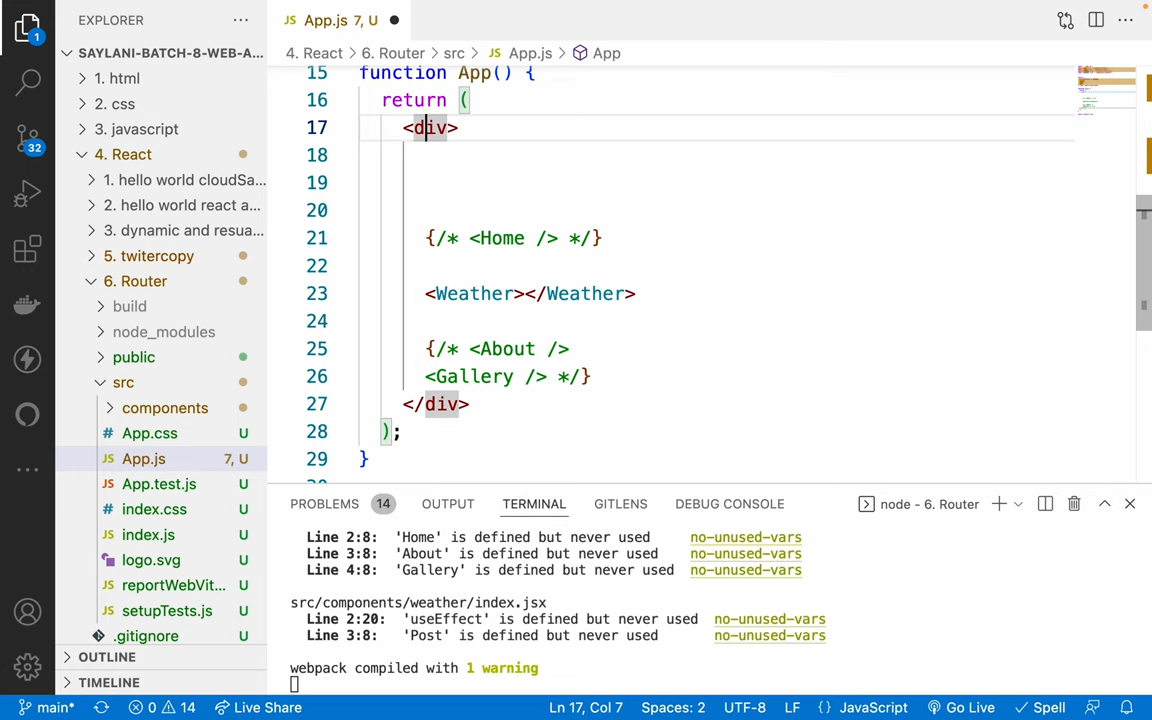 EXPLORER
App.js 7, U
SAYLANI-BATCH-8-WEB-A...
4. React > 6. Router > src > JS App.js > App
1. html
2. css
3. javascript
4. React
1. hello world cloudSa...
2. hello world react a...
3. dynamic and resua...
5. twitercopy
6. Router
build
node_modules
public
src
components
# App.css U
JS App.js 7, U
JS App.test.js U
# index.css U
JS index.js U
logo.svg U
JS reportWebVit... U
JS setupTests.js U
.gitignore U
OUTLINE
TIMELINE
15 function App() {
16 return (
17 <div>
18
19
20
21 {/* <Home /> */}
22
23 <Weather></Weather>
24
25 {/* <About />
26 <Gallery /> */}
27 </div>
28 );
29 }
PROBLEMS 14 OUTPUT TERMINAL GITLENS DEBUG CONSOLE node - 6. Router
Line 2:8: 'Home' is defined but never used no-unused-vars
Line 3:8: 'About' is defined but never used no-unused-vars
Line 4:8: 'Gallery' is defined but never used no-unused-vars
src/components/weather/index.jsx
Line 2:20: 'useEffect' is defined but never used no-unused-vars
Line 3:8: 'Post' is defined but never used no-unused-vars
webpack compiled with 1 warning
1
32
main* 0 14 Live Share Ln 17, Col 7 Spaces: 2 UTF-8 LF {} JavaScript Go Live Spell